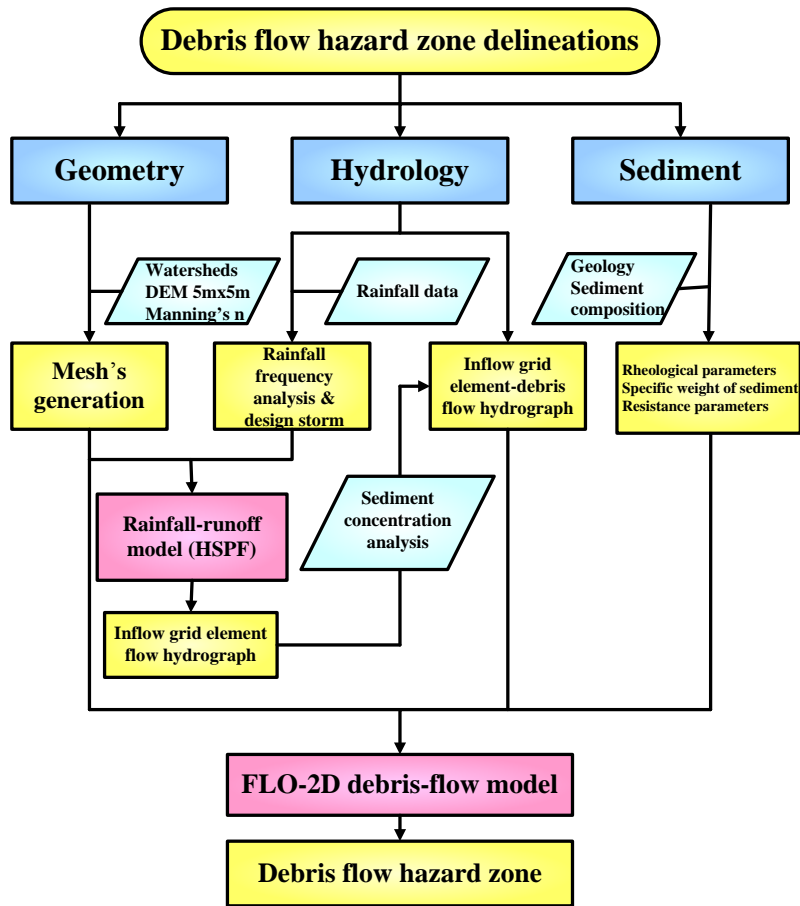 Debris flow hazard zone delineations
Geometry
Hydrology
Sediment
Watersheds
DEM 5mx5m
Manning's n
Rainfall data
Geology
Sediment
composition
Mesh's
generation
Rainfall
frequency
analysis &
design storm
Inflow grid
element-debris
flow hydrograph
Rheological parameters
Specific weight of sediment
Resistance parameters
Rainfall-runoff
model (HSPF)
Sediment
concentration
analysis
Inflow grid element
flow hydrograph
FLO-2D debris-flow model
Debris flow hazard zone